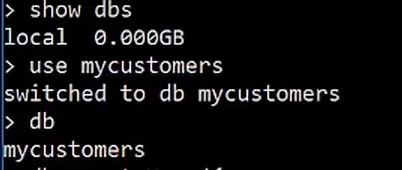 > show dbs
local  0.000GB
> use mycustomers
switched to db mycustomers
> db
mycustomers